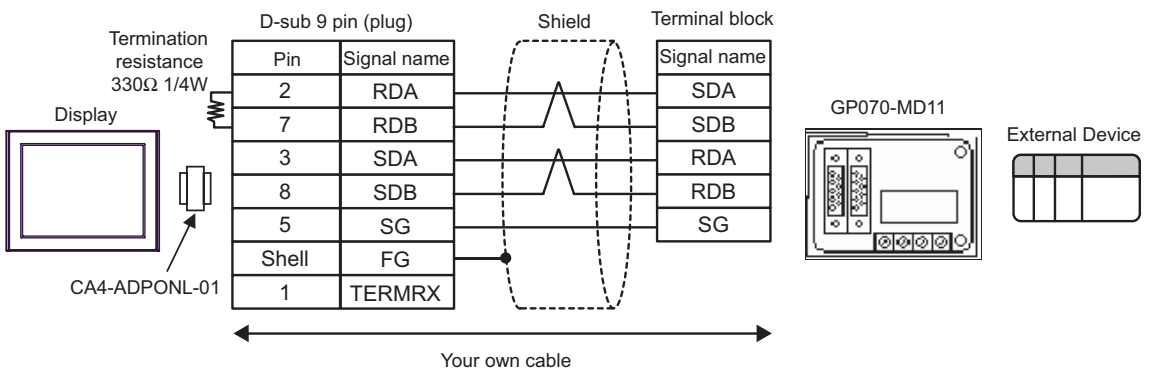 D-sub 9 pin (plug)
Shield
Terminal block
Termination
resistance
330Ω 1/4W
Pin
Signal name
Signal name
2
RDA
SDA
GP070-MD11
Display
7
RDB
SDB
External Device
3
SDA
RDA
8
SDB
RDB
5
SG
SG
Shell
FG
CA4-ADPONL-01
1
TERMRX
Your own cable